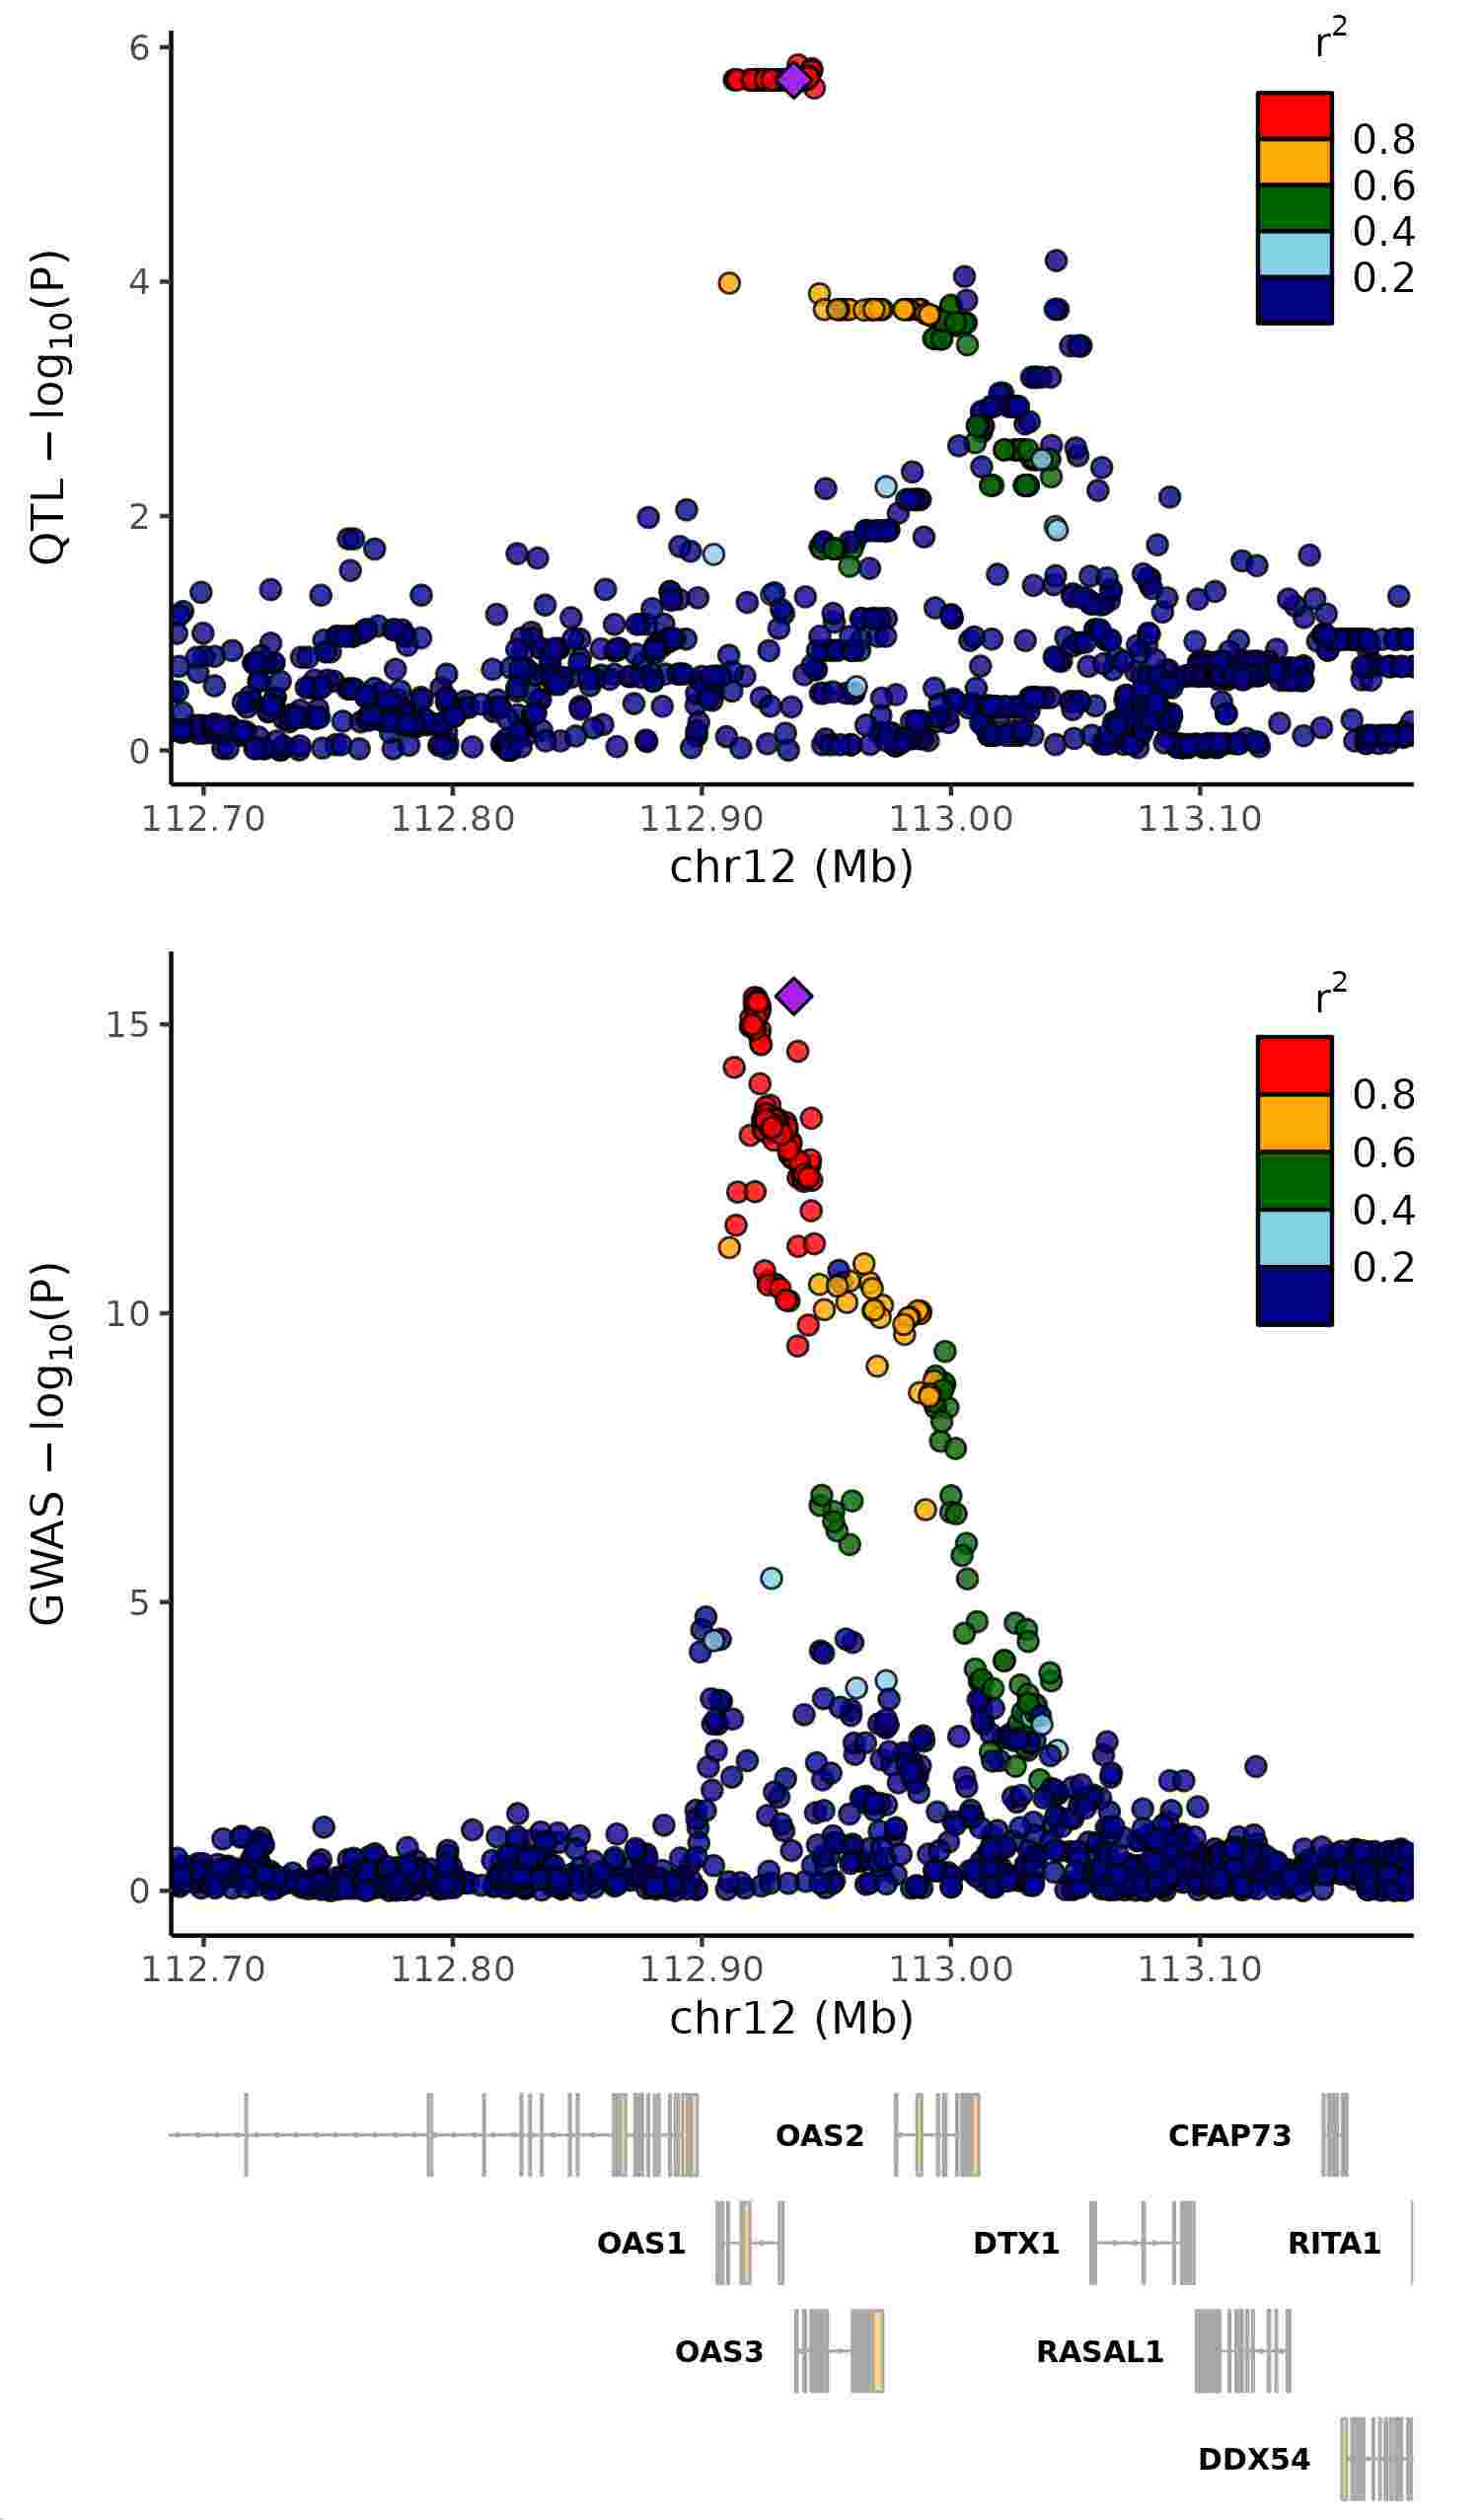 r2
6
4
2
0
QTL − log10(P)
0.8
0.6
0.4
0.2
112.70 112.80 112.90 113.00 113.10
chr12 (Mb)
r2
15
10
5
0
GWAS − log10(P)
0.8
0.6
0.4
0.2
112.70 112.80 112.90 113.00 113.10
chr12 (Mb)
OAS2 CFAP73
OAS1 DTX1 RITA1
OAS3 RASAL1
DDX54